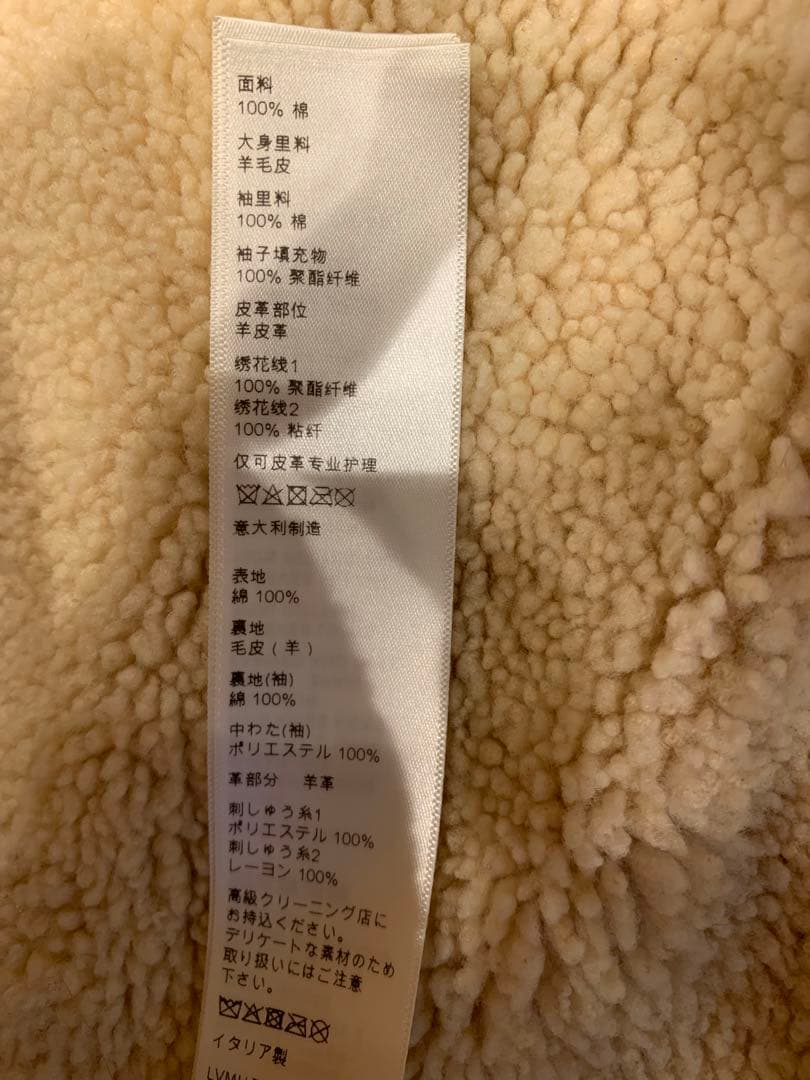 面料
100% 棉
大身里料
羊毛皮
袖里料
100% 棉
袖子填充物
100% 聚酯纤维
皮革部位
羊皮革
绣花线1
100% 聚酯纤维
绣花线2
100% 粘纤
仅可皮革专业护理
意大利制造
表地
綿 100%
裏地
毛皮 ( 羊 )
裏地(袖)
綿 100%
中わた(袖)
ポリエステル 100%
革部分 羊革
刺しゅう糸1
ポリエステル 100%
刺しゅう糸2
レーヨン 100%
高級クリーニング店に
お持込ください。
デリケートな素材のため
取り扱いにはご注意
下さい。
イタリア製